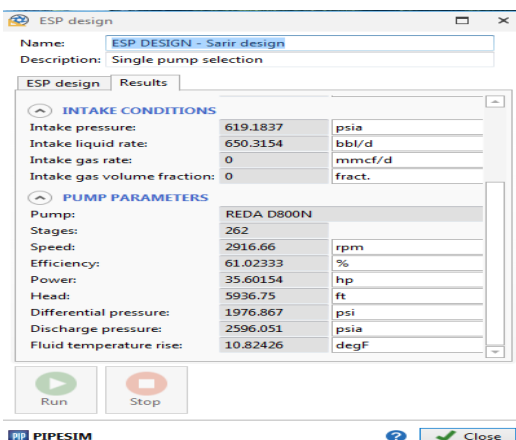 ESP design
Name: ESP DESIGN - Sarir design
Description: Single pump selection
ESP design Results
INTAKE CONDITIONS
Intake pressure: 619.1837 psia
Intake liquid rate: 650.3154 bbl/d
Intake gas rate: 0 mmcf/d
Intake gas volume fraction: 0 fract.
PUMP PARAMETERS
Pump: REDA D800N
Stages: 262
Speed: 2916.66 rpm
Efficiency: 61.02333 %
Power: 35.60154 hp
Head: 5936.75 ft
Differential pressure: 1976.867 psi
Discharge pressure: 2596.051 psia
Fluid temperature rise: 10.82426 degF
Run Stop
PIP PIPESIM ? Close